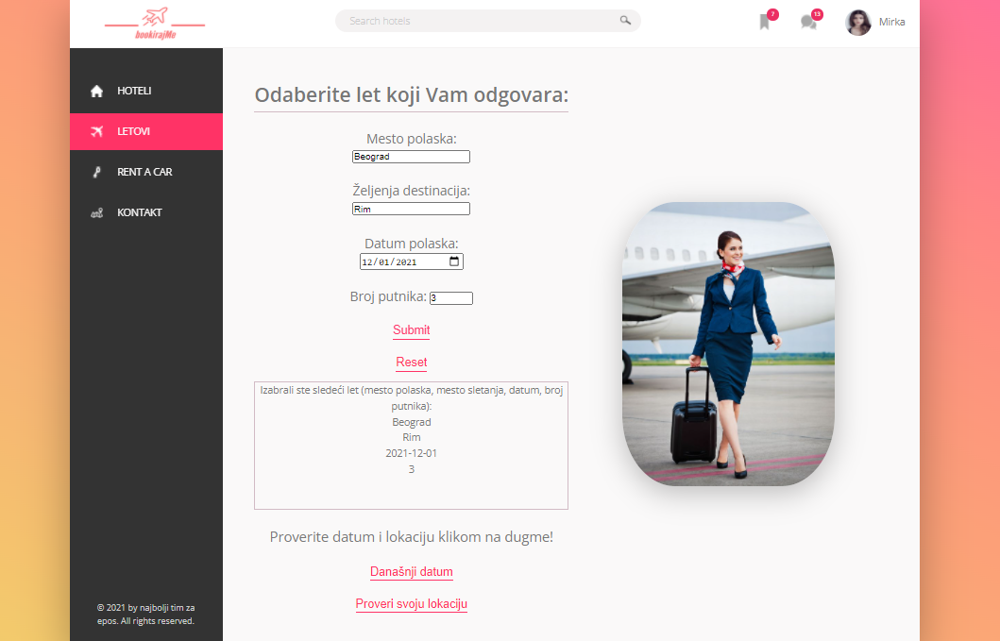 bookirajMe
Search hotels
7
13
Mirka
HOTELI
LETOVI
RENT A CAR
KONTAKT
© 2021 by najbolji tim za
epos. All rights reserved.
Odaberite let koji Vam odgovara:
Mesto polaska:
Beograd
Željenja destinacija:
Rim
Datum polaska:
12/01/2021
Broj putnika: 3
Submit
Reset
Izabrali ste sledeći let (mesto polaska, mesto sletanja, datum, broj
putnika):
Beograd
Rim
2021-12-01
3
Proverite datum i lokaciju klikom na dugme!
Današnji datum
Proveri svoju lokaciju